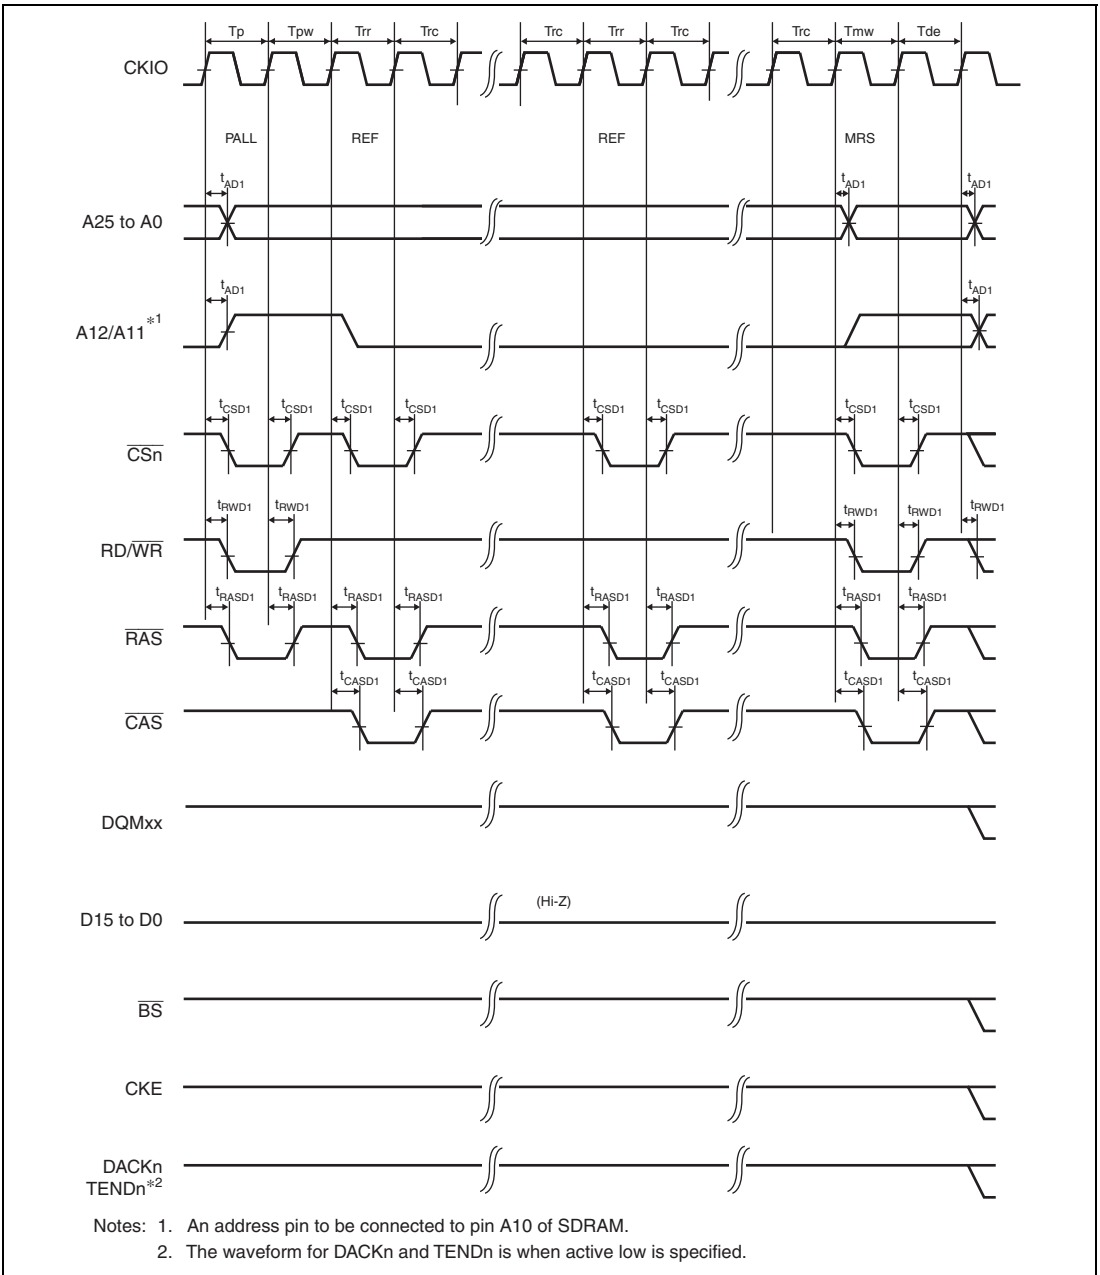 Tp Tpw Trr Trc Trc Trr Trc Trc Tmw Tde
CKIO
PALL REF REF MRS
tAD1 tAD1 tAD1
A25 to A0
tAD1 tAD1
A12/A11*1
tCSD1 tCSD1 tCSD1 tCSD1 tCSD1 tCSD1 tCSD1 tCSD1
CSn
tRWD1 tRWD1 tRWD1 tRWD1 tRWD1
RD/WR
tRASD1 tRASD1 tRASD1 tRASD1 tRASD1 tRASD1 tRASD1 tRASD1
RAS
tCASD1 tCASD1 tCASD1 tCASD1 tCASD1 tCASD1
CAS
DQMxx
(Hi-Z)
D15 to D0
BS
CKE
DACKn
TENDn*2
Notes: 1. An address pin to be connected to pin A10 of SDRAM.
2. The waveform for DACKn and TENDn is when active low is specified.